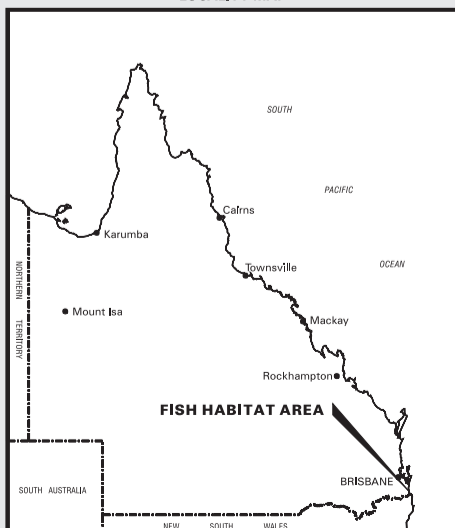 SOUTH
PACIFIC
OCEAN
Cairns
Karumba
Townsville
NORTHERN TERRITORY
Mount Isa
Mackay
Rockhampton
FISH HABITAT AREA
BRISBANE
SOUTH AUSTRALIA
NEW SOUTH WALES